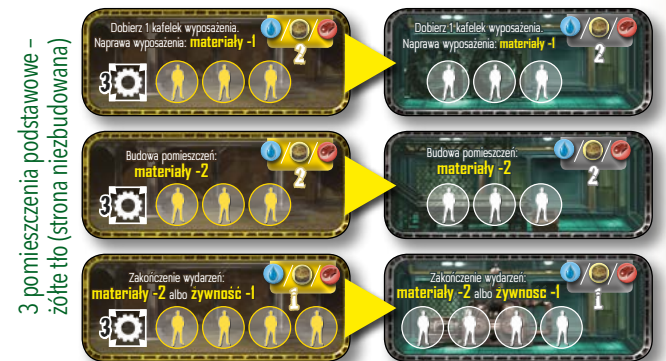 3 pomieszczenia podstawowe –
żółte tło (strona niezbudowana)
Dobierz 1 kafelek wyposażenia.
Naprawa wyposażenia: materiały -1
2
3
Dobierz 1 kafelek wyposażenia.
Naprawa wyposażenia: materiały -1
2
Budowa pomieszczeń:
materiały -2
2
3
Budowa pomieszczeń:
materiały -2
2
Zakończenie wydarzeń:
materiały -2 albo żywność -1
1
3
Zakończenie wydarzeń:
materiały -2 albo żywność -1
1